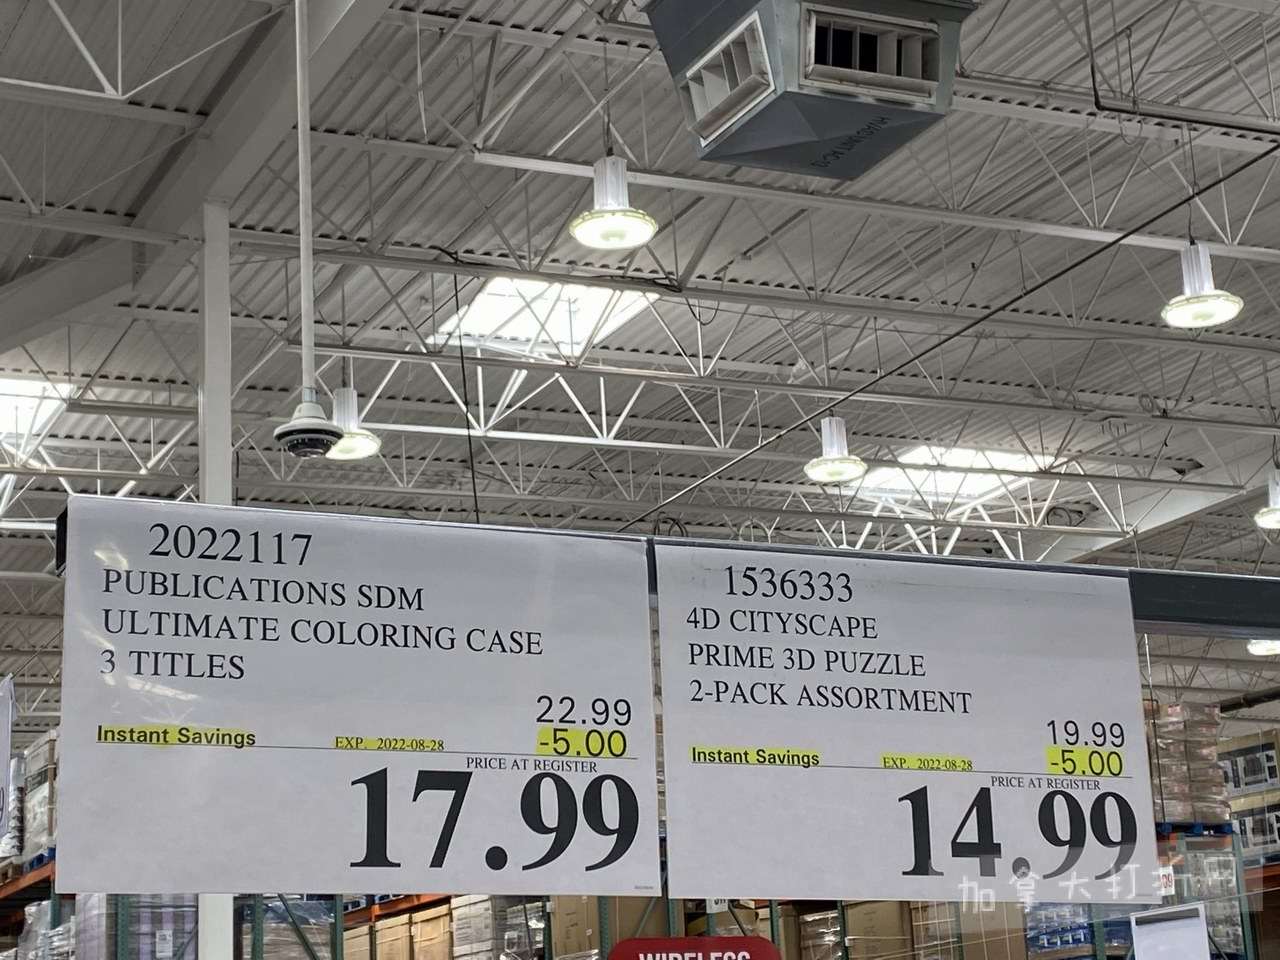 2022117
PUBLICATIONS SDM
ULTIMATE COLORING CASE
3 TITLES
22.99
Instant Savings EXP. 2022-08-28 -5.00
PRICE AT REGISTER
17.99
1536333
4D CITYSCAPE
PRIME 3D PUZZLE
2-PACK ASSORTMENT
19.99
Instant Savings EXP. 2022-08-28 -5.00
PRICE AT REGISTER
14.99
加拿大打折网
WIRELESS